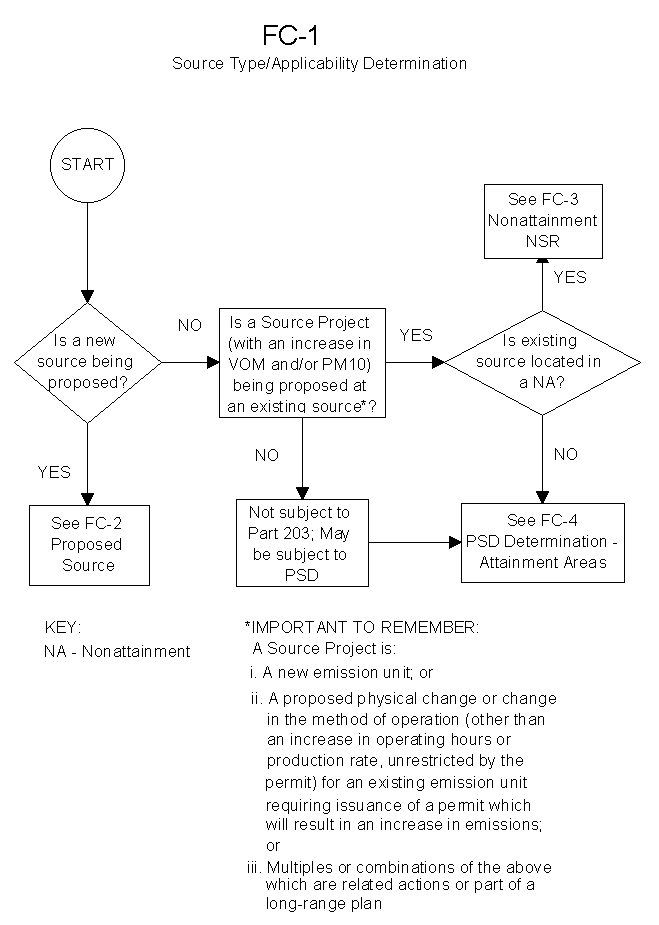 FC-1
Source Type/Applicability Determination
START
See FC-3
Nonattainment
NSR
YES
Is a new
source being
proposed?
NO
Is a Source Project
(with an increase in
VOM and/or PM10)
being proposed at
an existing source*?
YES
Is existing
source located in
a NA?
YES
NO
NO
See FC-2
Proposed
Source
Not subject to
Part 203; May
be subject to
PSD
See FC-4
PSD Determination -
Attainment Areas
KEY:
NA - Nonattainment
*IMPORTANT TO REMEMBER:
A Source Project is:
i. A new emission unit; or
ii. A proposed physical change or change
in the method of operation (other than
an increase in operating hours or
production rate, unrestricted by the
permit) for an existing emission unit
requiring issuance of a permit which
will result in an increase in emissions;
or
iii. Multiples or combinations of the above
which are related actions or part of a
long-range plan